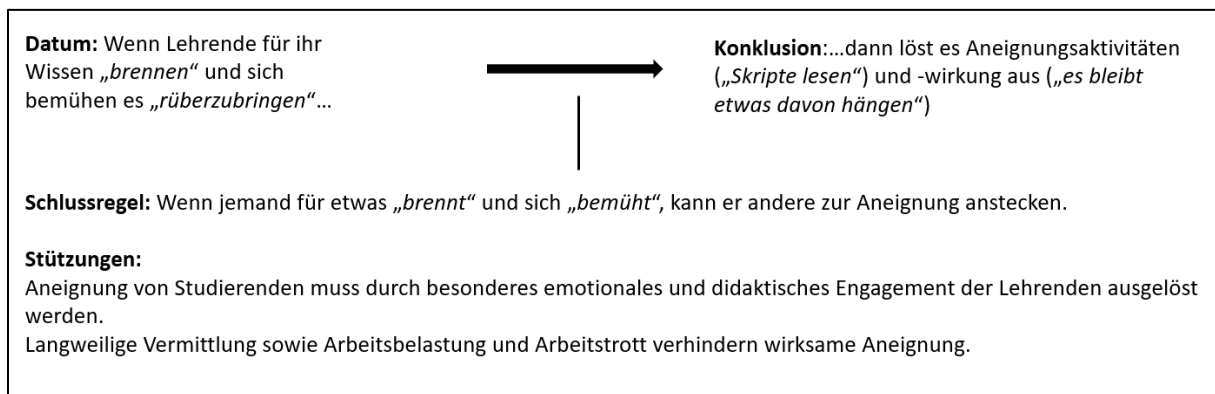 Datum: Wenn Lehrende für ihr
Wissen „brennen“ und sich
bemühen es „rüberzubringen“…
Konklusion:…dann löst es Aneignungsaktivitäten
(„Skripte lesen“) und -wirkung aus („es bleibt
etwas davon hängen“)
Schlussregel: Wenn jemand für etwas „brennt“ und sich „bemüht“, kann er andere zur Aneignung anstecken.
Stützungen:
Aneignung von Studierenden muss durch besonderes emotionales und didaktisches Engagement der Lehrenden ausgelöst
werden.
Langweilige Vermittlung sowie Arbeitsbelastung und Arbeitstrott verhindern wirksame Aneignung.